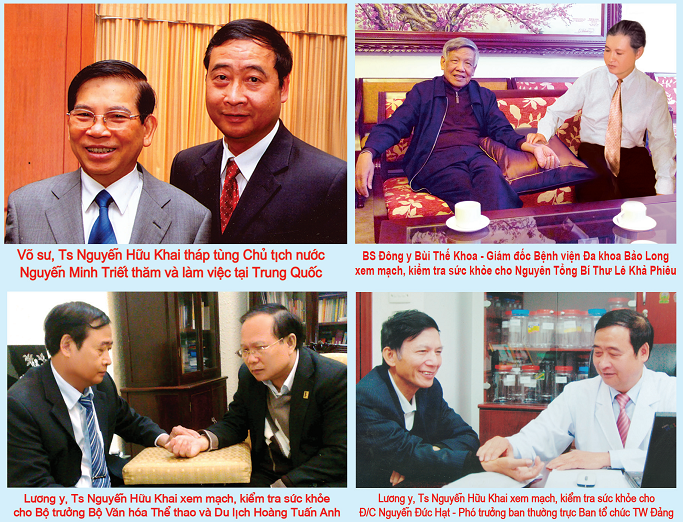 Võ sư, Ts Nguyễn Hữu Khai tháp tùng Chủ tịch nước
Nguyễn Minh Triết thăm và làm việc tại Trung Quốc
BS Đông y Bùi Thế Khoa - Giám đốc Bệnh viện Đa khoa Bảo Long
xem mạch, kiểm tra sức khỏe cho Nguyên Tổng Bí Thư Lê Khả Phiêu
Lương y, Ts Nguyễn Hữu Khai xem mạch, kiểm tra sức khỏe
cho Bộ trưởng Bộ Văn hóa Thể thao và Du lịch Hoàng Tuấn Anh
Lương y, Ts Nguyễn Hữu Khai xem mạch, kiểm tra sức khỏe cho
Đ/C Nguyễn Đức Hạt - Phó trưởng ban thường trực Ban tổ chức TW Đảng